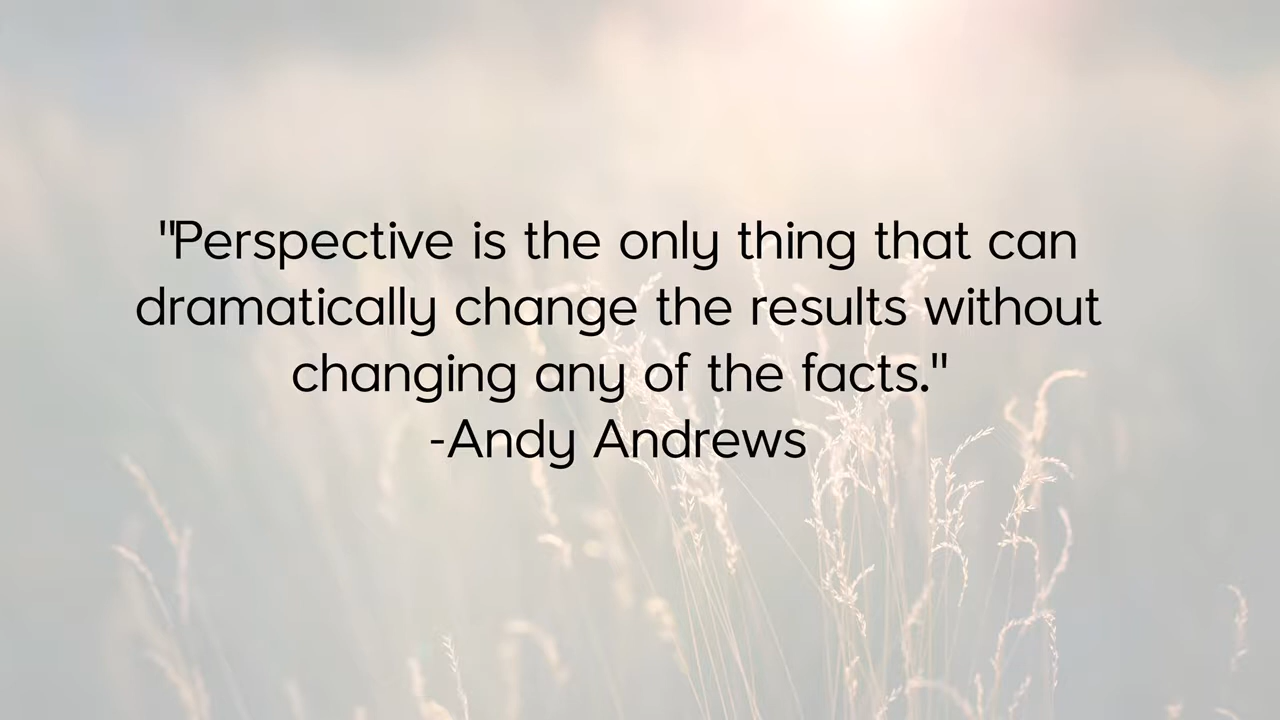 "Perspective is the only thing that can
dramatically change the results without
changing any of the facts."
-Andy Andrews